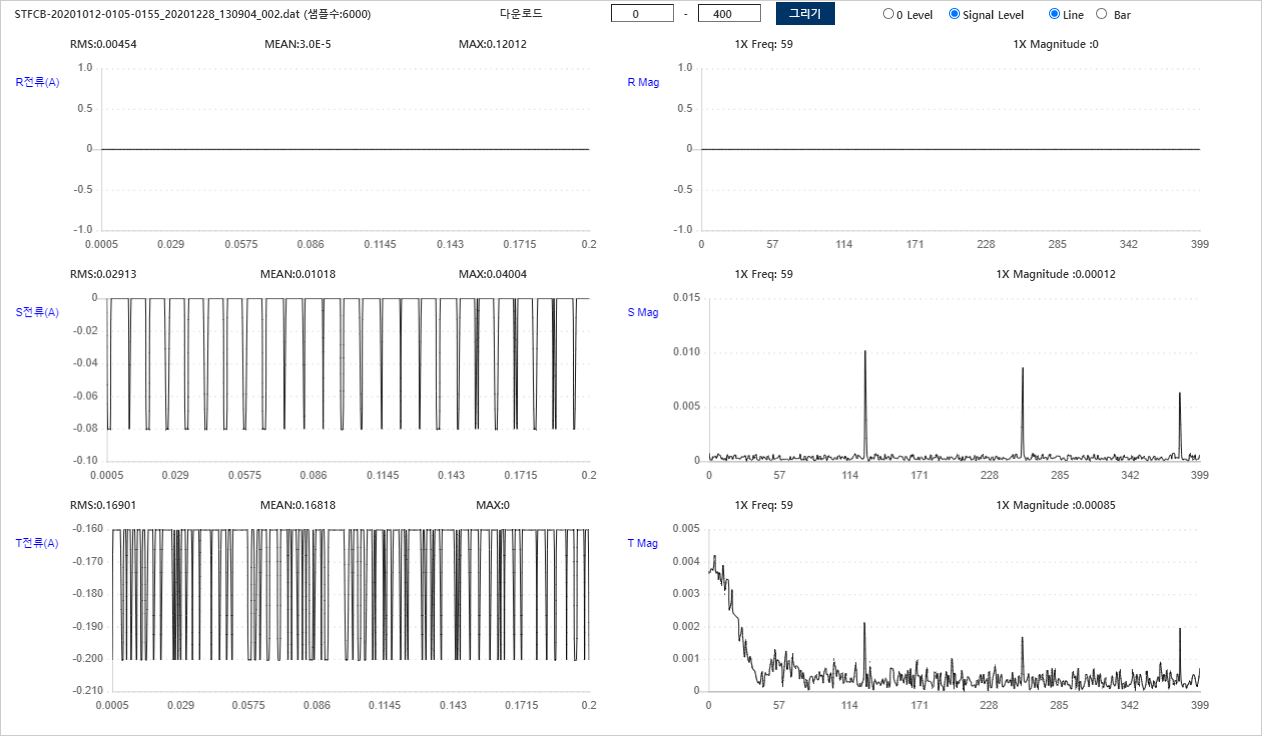 STFCB-20201012-0105-0155_20201228_130904_002.dat (샘플수:6000) 다운로드 0 - 400 그리기 0 Level Signal Level Line Bar
RMS:0.00454 MEAN:3.0E-5 MAX:0.12012
R전류(A)
1.0
0.5
0
-0.5
-1.0
0.0005 0.029 0.0575 0.086 0.1145 0.143 0.1715 0.2
1X Freq: 59 1X Magnitude :0
R Mag
1.0
0.5
0
-0.5
-1.0
0 57 114 171 228 285 342 399
RMS:0.02913 MEAN:0.01018 MAX:0.04004
S전류(A)
0
-0.02
-0.04
-0.06
-0.08
-0.10
0.0005 0.029 0.0575 0.086 0.1145 0.143 0.1715 0.2
1X Freq: 59 1X Magnitude :0.00012
S Mag
0.015
0.010
0.005
0
0 57 114 171 228 285 342 399
RMS:0.16901 MEAN:0.16818 MAX:0
T전류(A)
-0.160
-0.170
-0.180
-0.190
-0.200
-0.210
0.0005 0.029 0.0575 0.086 0.1145 0.143 0.1715 0.2
1X Freq: 59 1X Magnitude :0.00085
T Mag
0.005
0.004
0.003
0.002
0.001
0
0 57 114 171 228 285 342 399